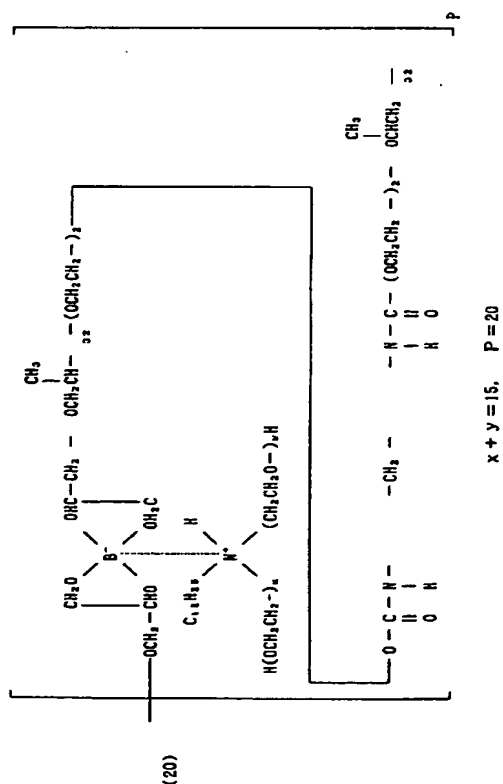 (20)
CH₃
CH₂O OHC—CH₂ — OCH₂CH— ₃₂ —(OCH₂CH₂—)₂—
B⁻
OCH₂—CHO OH₂C
C₁₂H₂₅ H
N⁺
H(OCH₂CH₂—)ₓ (CH₂CH₂O—)ᵧH
CH₃
—O—C—N— —CH₂— —N—C—(OCH₂CH₂—)₂— OCHCH₂ — ₃₂
O H H O
P
x + y =15, P=20